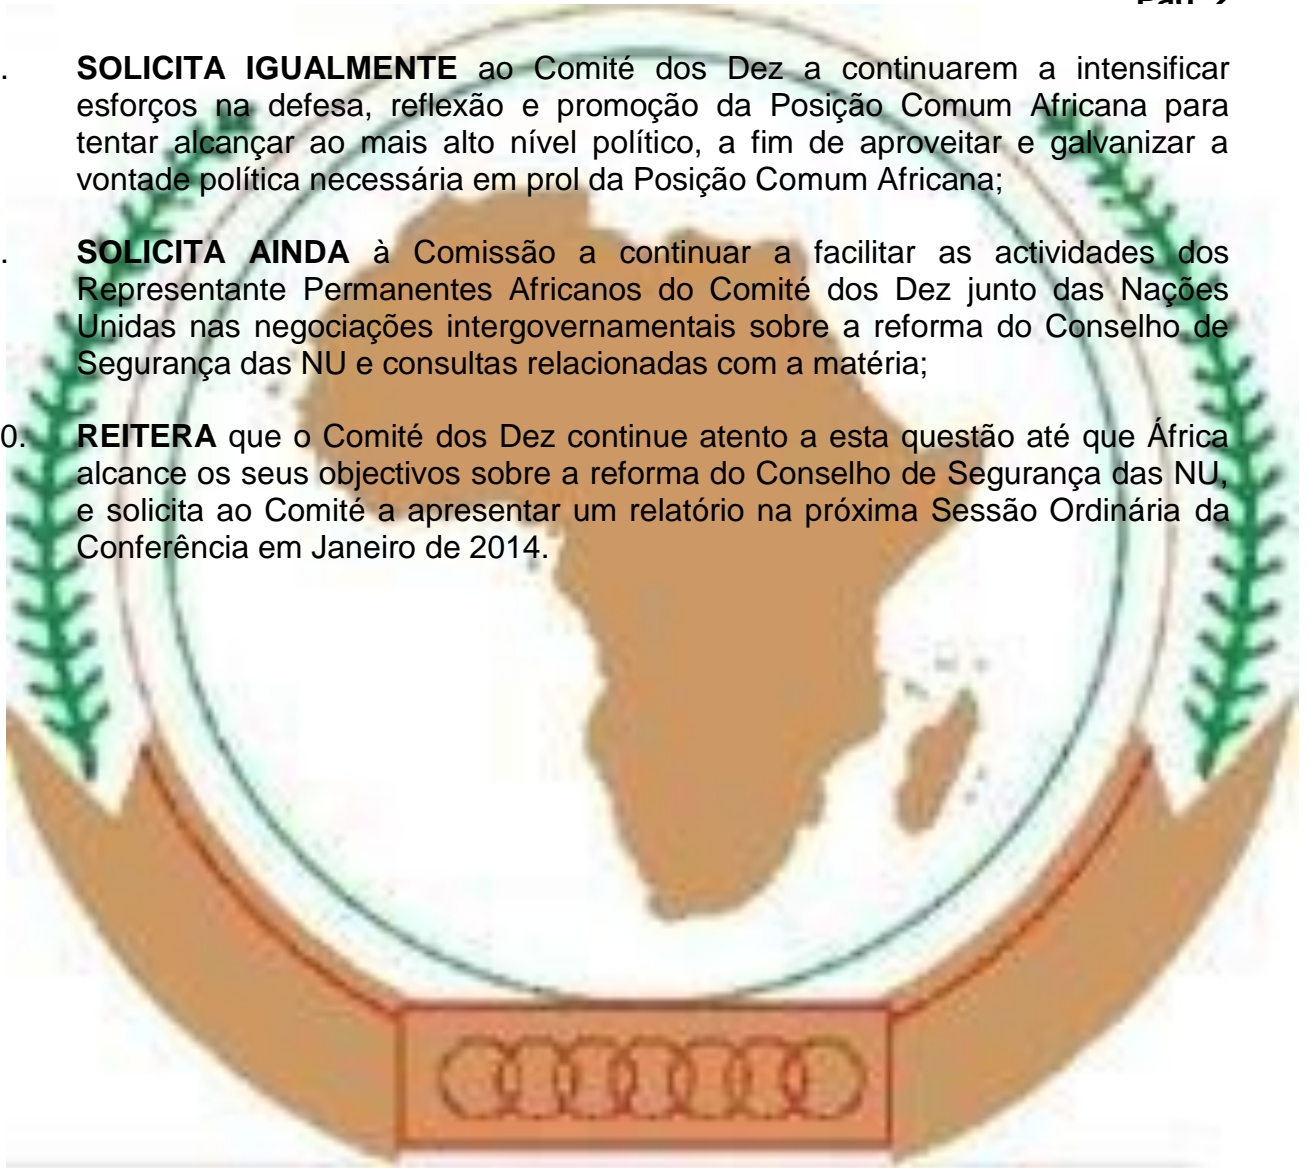 . SOLICITA IGUALMENTE ao Comité dos Dez a continuarem a intensificar
esforços na defesa, reflexão e promoção da Posição Comum Africana para
tentar alcançar ao mais alto nível político, a fim de aproveitar e galvanizar a
vontade política necessária em prol da Posição Comum Africana;
. SOLICITA AINDA à Comissão a continuar a facilitar as actividades dos
Representante Permanentes Africanos do Comité dos Dez junto das Nações
Unidas nas negociações intergovernamentais sobre a reforma do Conselho de
Segurança das NU e consultas relacionadas com a matéria;
0. REITERA que o Comité dos Dez continue atento a esta questão até que África
alcance os seus objectivos sobre a reforma do Conselho de Segurança das NU,
e solicita ao Comité a apresentar um relatório na próxima Sessão Ordinária da
Conferência em Janeiro de 2014.